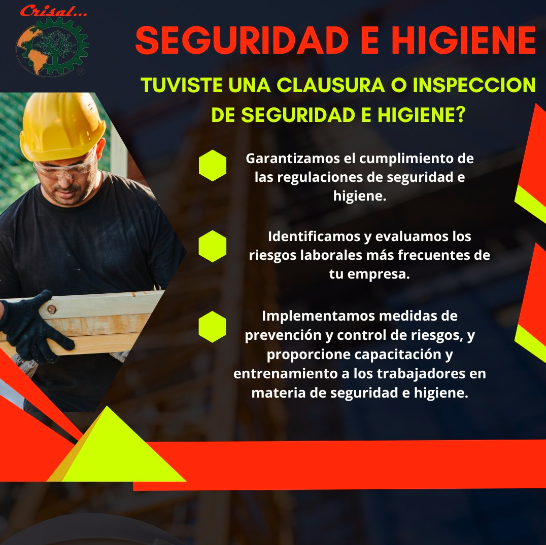 Crisal...
SEGURIDAD E HIGIENE
TUVISTE UNA CLAUSURA O INSPECCION
DE SEGURIDAD E HIGIENE?
Garantizamos el cumplimiento de
las regulaciones de seguridad e
higiene.
Identificamos y evaluamos los
riesgos laborales más frecuentes de
tu empresa.
Implementamos medidas de
prevención y control de riesgos, y
proporcione capacitación y
entrenamiento a los trabajadores en
materia de seguridad e higiene.